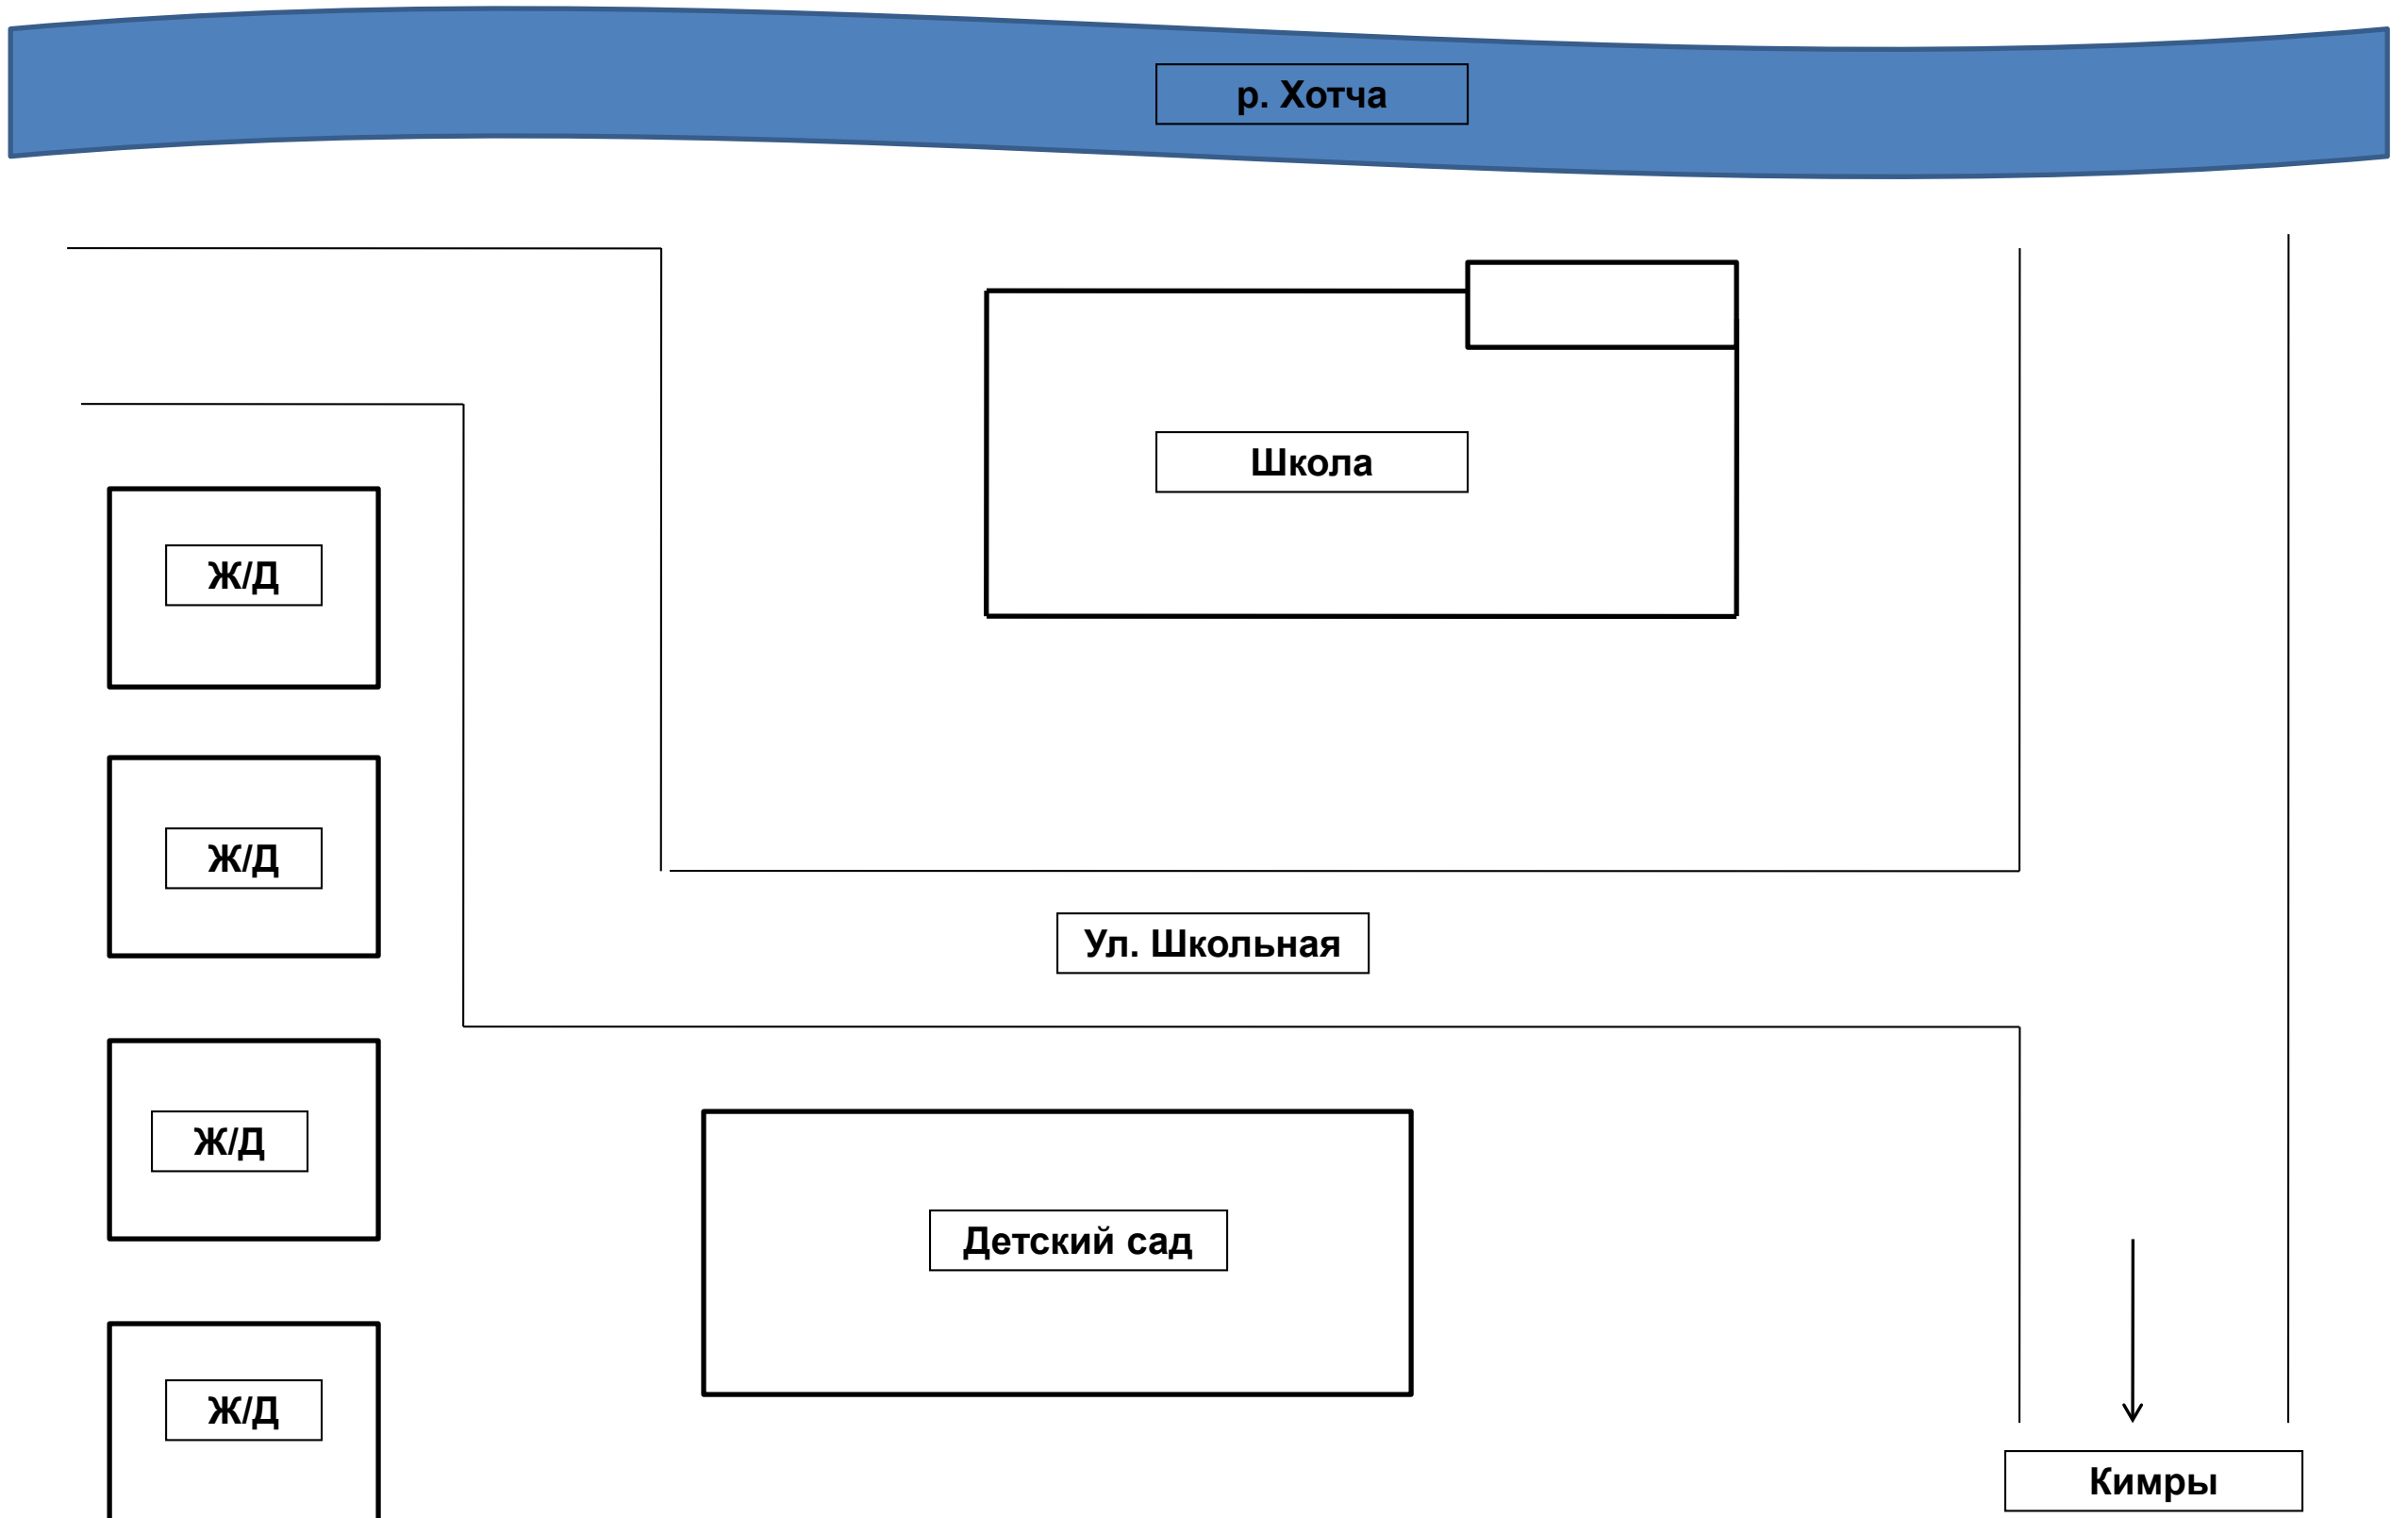 р. Хотча
Школа
Ж/Д
Ж/Д
Ул. Школьная
Ж/Д
Детский сад
Ж/Д
Кимры